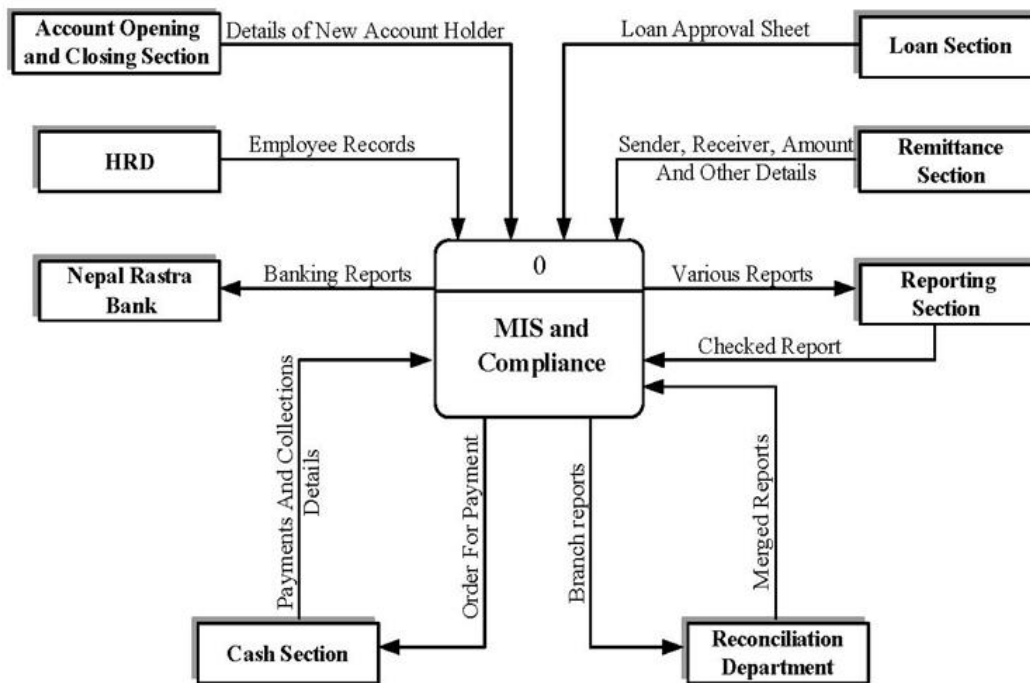 Account Opening
and Closing Section
Details of New Account Holder
Loan Approval Sheet
Loan Section
HRD
Employee Records
Sender, Receiver, Amount
And Other Details
Remittance
Section
Nepal Rastra
Bank
Banking Reports
0
MIS and
Compliance
Various Reports
Reporting
Section
Checked Report
Payments And Collections
Details
Order For Payment
Branch reports
Merged Reports
Cash Section
Reconciliation
Department